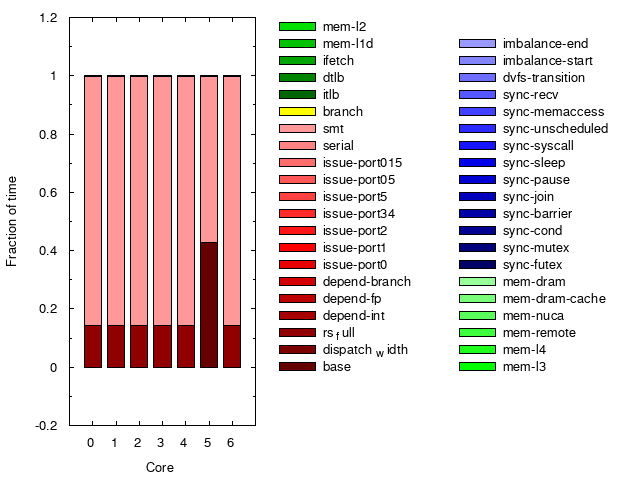 1.2
1
0.8
0.6
0.4
0.2
0
-0.2
Fraction of time
0 1 2 3 4 5 6
Core
mem-l2
mem-l1d
ifetch
dtlb
itlb
branch
smt
serial
issue-port015
issue-port05
issue-port5
issue-port34
issue-port2
issue-port1
issue-port0
depend-branch
depend-fp
depend-int
rsfull
dispatchwidth
base
imbalance-end
imbalance-start
dvfs-transition
sync-recv
sync-memaccess
sync-unscheduled
sync-syscall
sync-sleep
sync-pause
sync-join
sync-barrier
sync-cond
sync-mutex
sync-futex
mem-dram
mem-dram-cache
mem-nuca
mem-remote
mem-l4
mem-l3